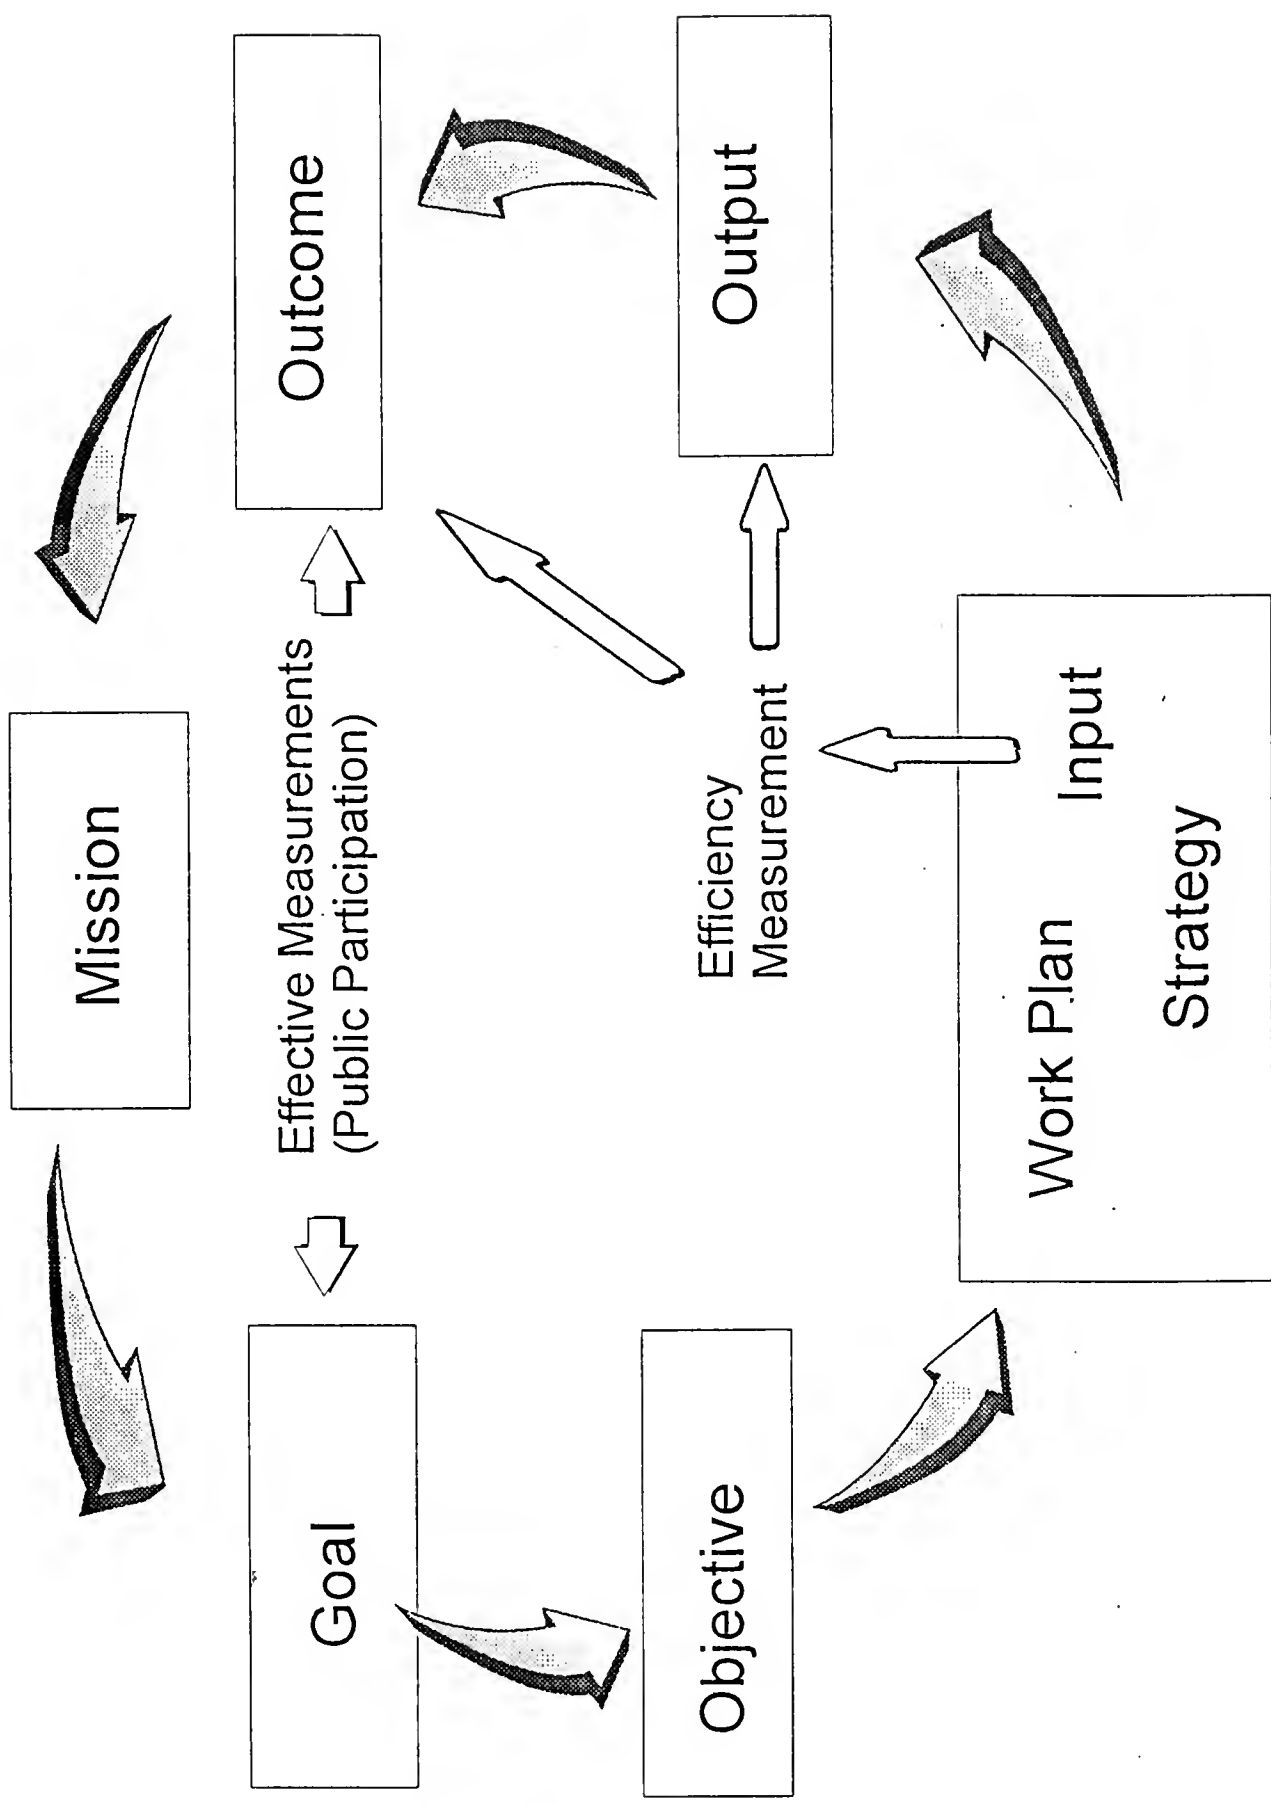 Mission
Goal
Effective Measurements
(Public Participation)
Outcome
Objective
Efficiency
Measurement
Output
Work Plan
Input
Strategy